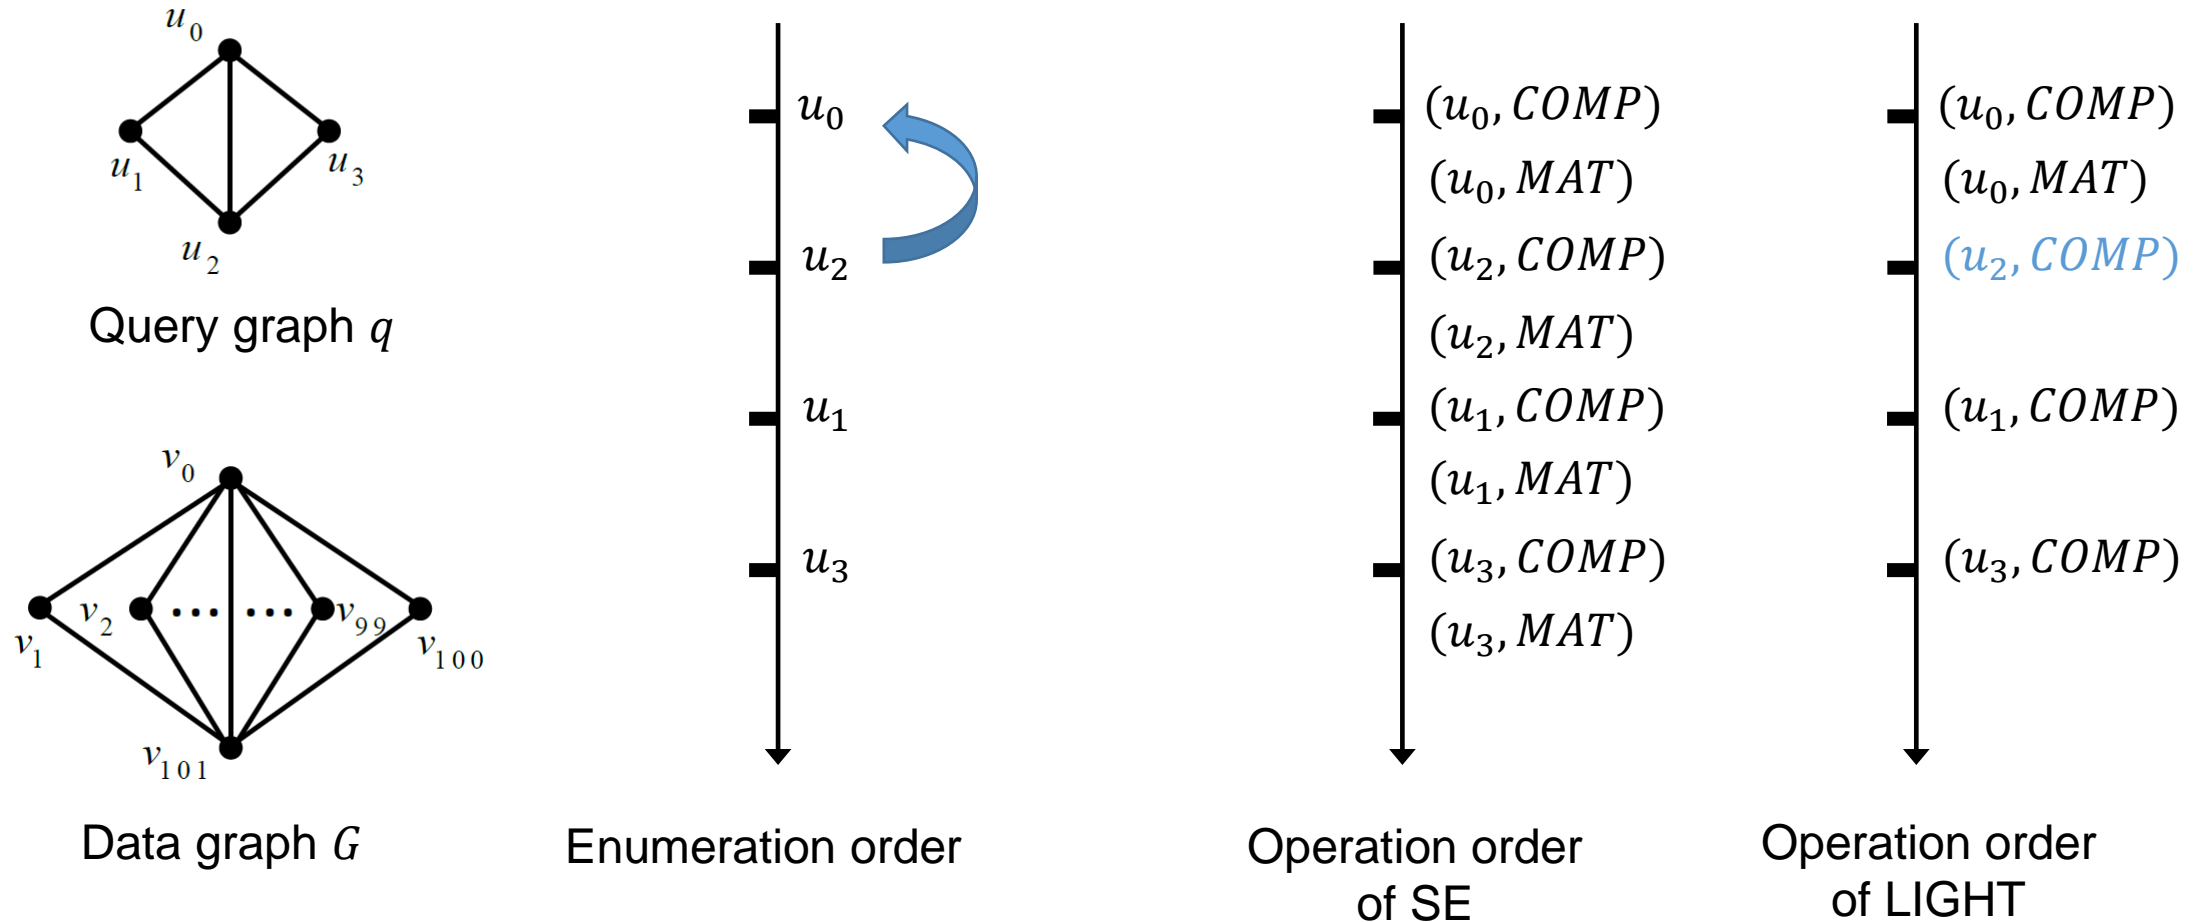 u₀
u₁
u₃
u₂
Query graph q
v₀
v₁
v₂
... ...
v₉₉
v₁₀₀
v₁₀₁
Data graph G
u₀
u₂
u₁
u₃
Enumeration order
(u₀, COMP)
(u₀, MAT)
(u₂, COMP)
(u₂, MAT)
(u₁, COMP)
(u₁, MAT)
(u₃, COMP)
(u₃, MAT)
Operation order
of SE
(u₀, COMP)
(u₀, MAT)
(u₂, COMP)
(u₁, COMP)
(u₃, COMP)
Operation order
of LIGHT